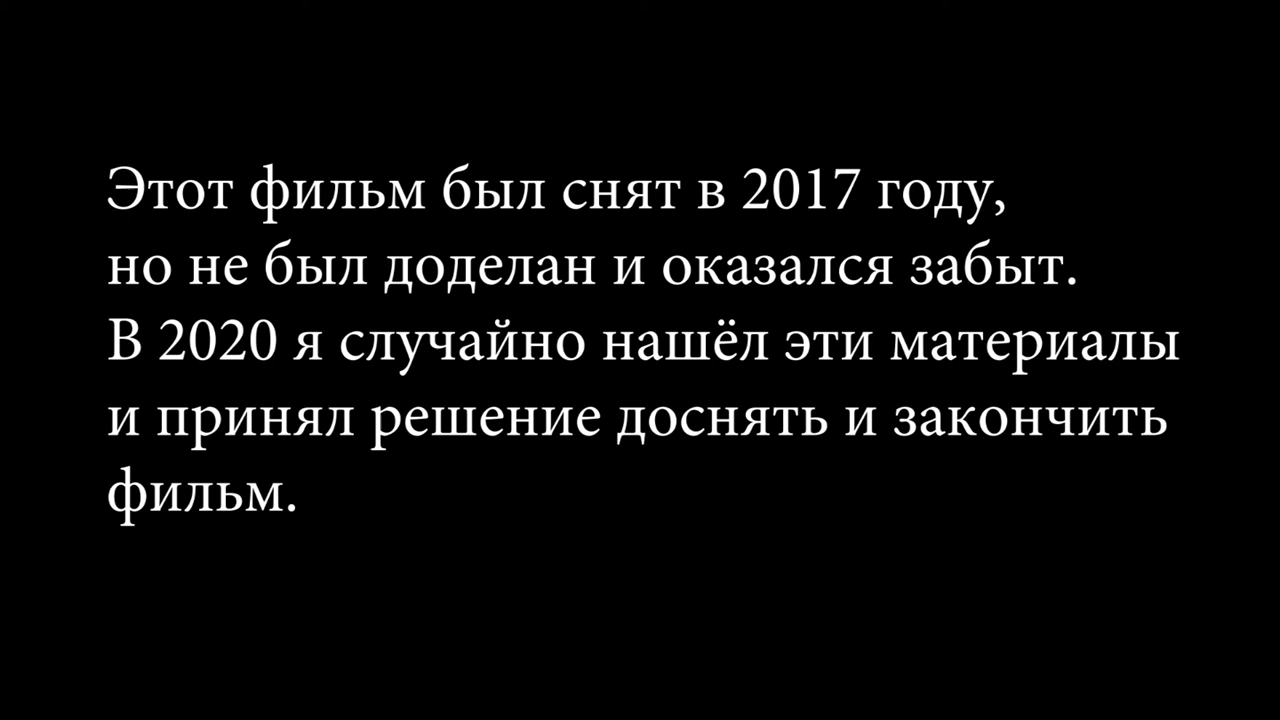 Этот фильм был снят в 2017 году,
но не был доделан и оказался забыт.
В 2020 я случайно нашёл эти материалы
и принял решение доснять и закончить
фильм.